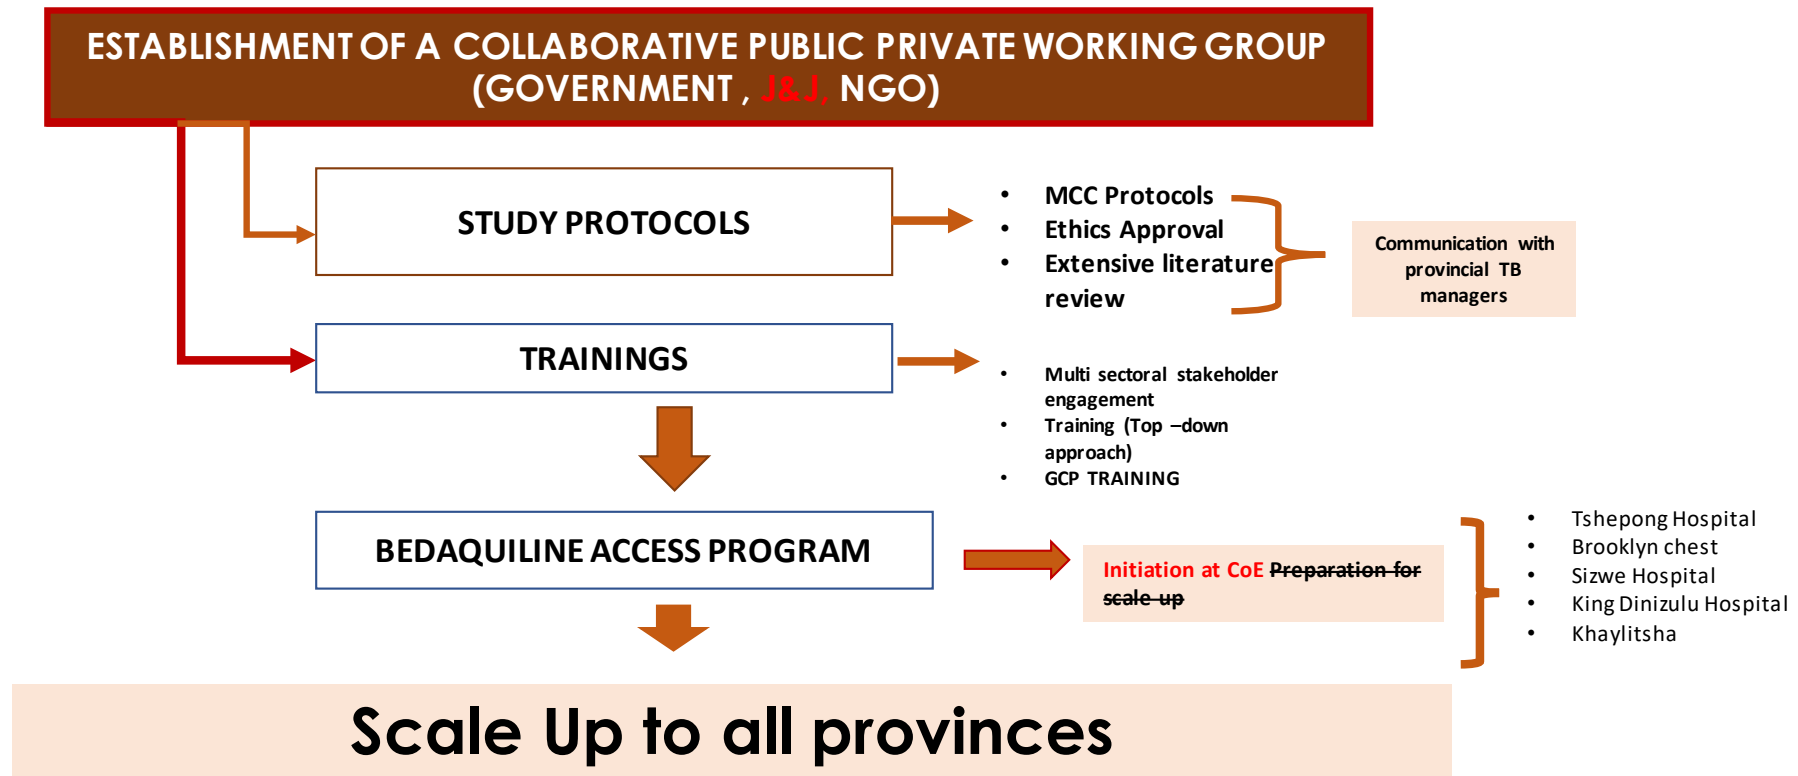 ESTABLISHMENT OF A COLLABORATIVE PUBLIC PRIVATE WORKING GROUP
(GOVERNMENT , J&J, NGO)
STUDY PROTOCOLS
• MCC Protocols
• Ethics Approval
• Extensive literature
review
Communication with
provincial TB
managers
TRAININGS
• Multi sectoral stakeholder
engagement
• Training (Top –down
approach)
• GCP TRAINING
BEDAQUILINE ACCESS PROGRAM
Initiation at CoE Preparation for
scale up
• Tshepong Hospital
• Brooklyn chest
• Sizwe Hospital
• King Dinizulu Hospital
• Khaylitsha
Scale Up to all provinces